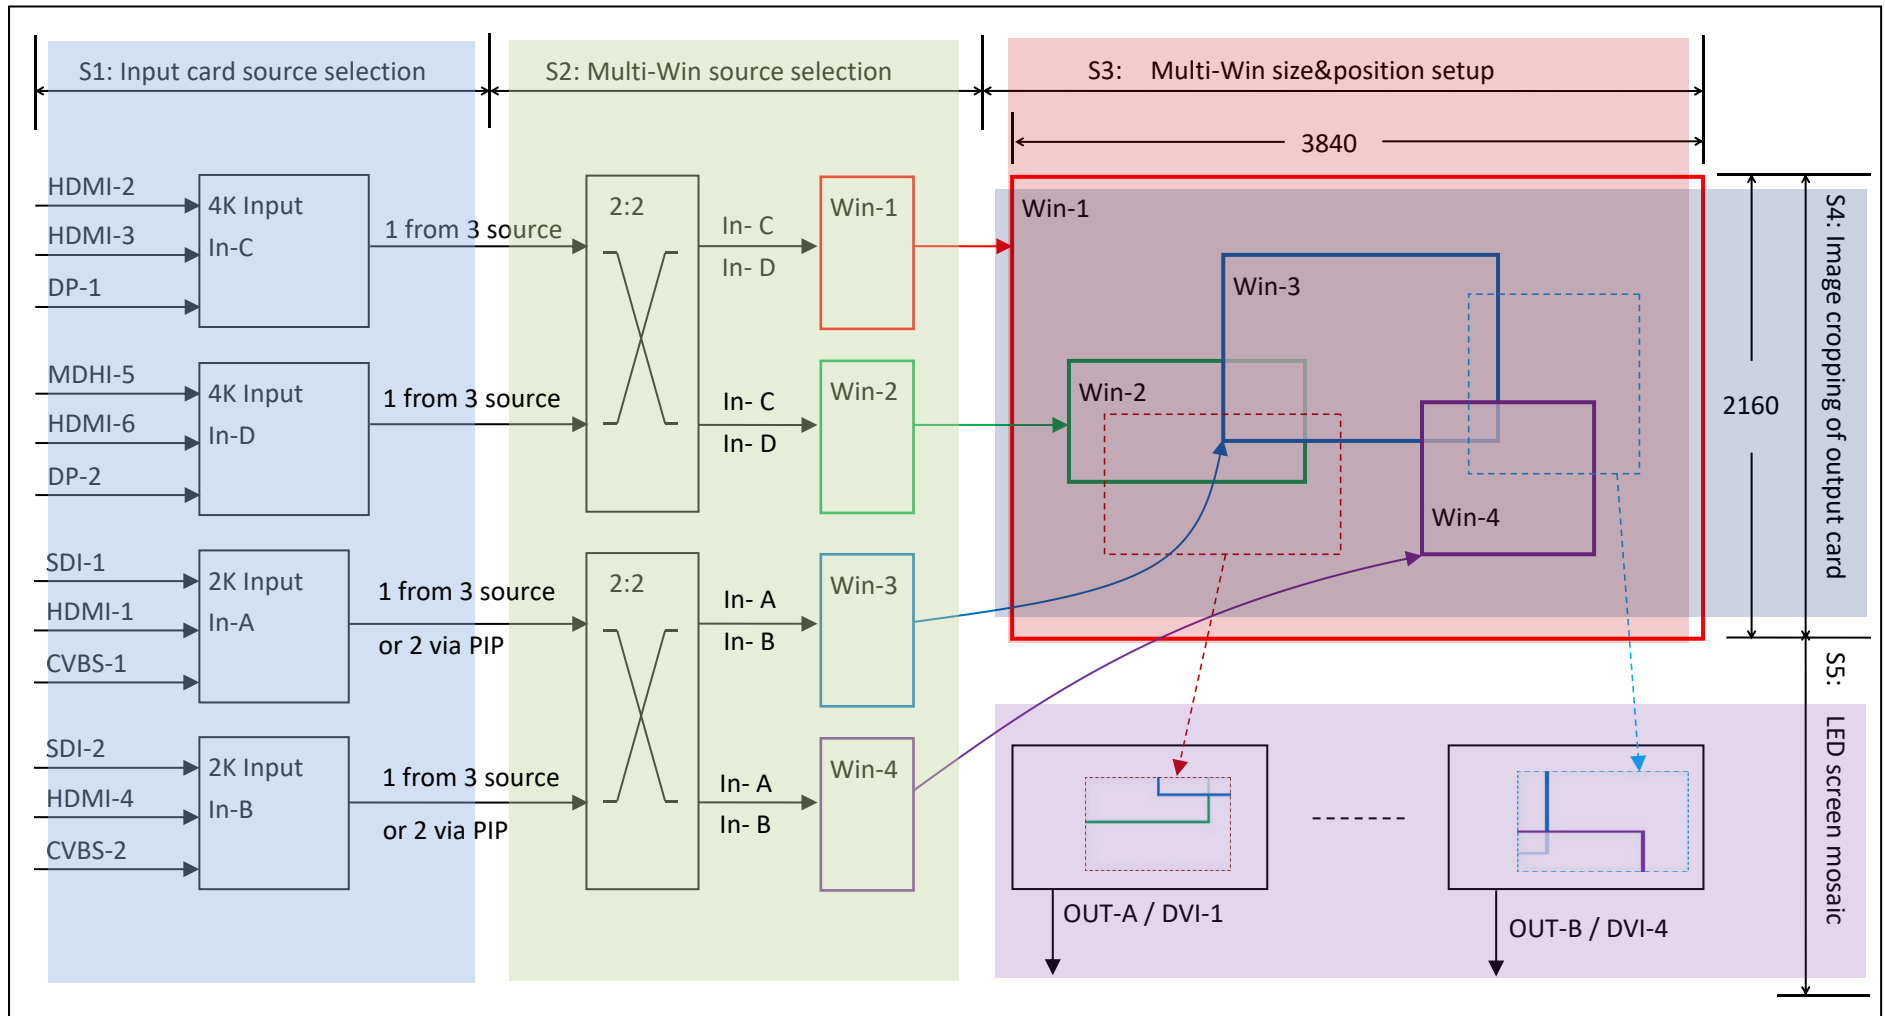 S1: Input card source selection
S2: Multi-Win source selection
S3: Multi-Win size&position setup
3840
HDMI-2
HDMI-3
DP-1
4K Input
In-C
1 from 3 source
2:2
In- C
In- D
Win-1
Win-1
Win-3
Win-2
Win-4
2160
S4: Image cropping of output card
MDHI-5
HDMI-6
DP-2
4K Input
In-D
1 from 3 source
In- C
In- D
Win-2
SDI-1
HDMI-1
CVBS-1
2K Input
In-A
1 from 3 source
or 2 via PIP
2:2
In- A
In- B
Win-3
SDI-2
HDMI-4
CVBS-2
2K Input
In-B
1 from 3 source
or 2 via PIP
In- A
In- B
Win-4
S5:
LED screen mosaic
OUT-A / DVI-1
OUT-B / DVI-4